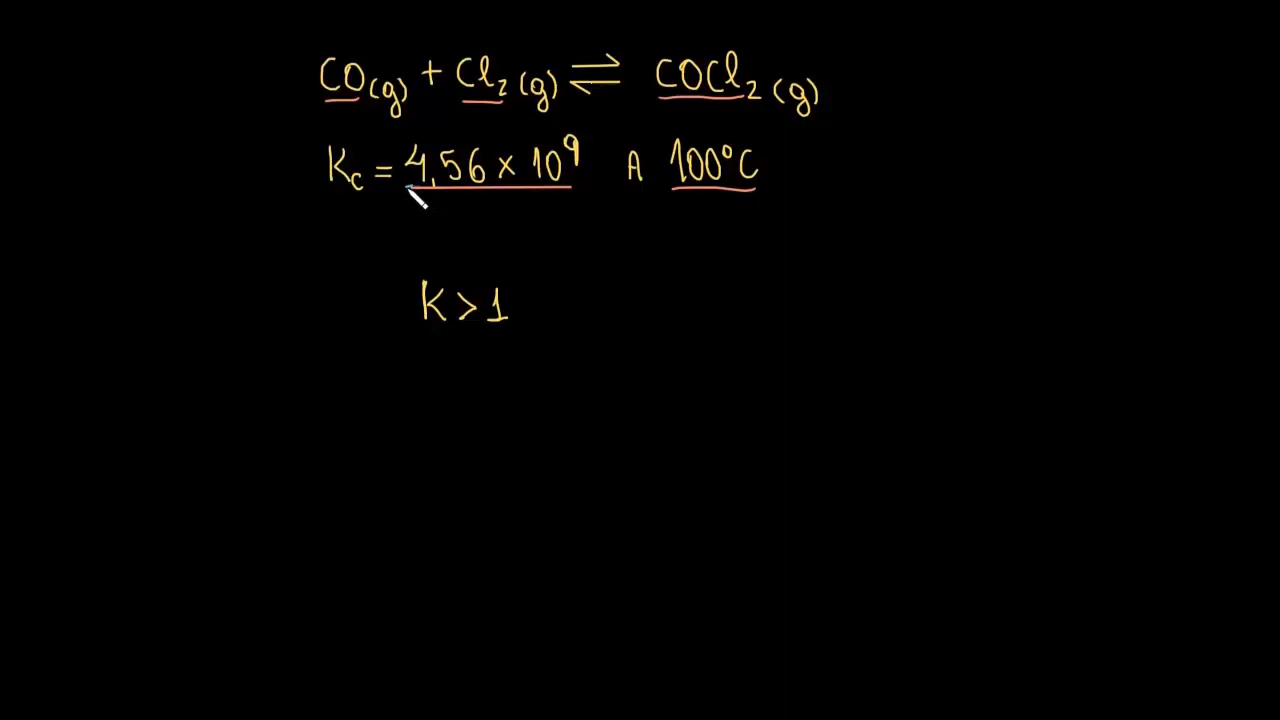 CO(g) + Cl₂(g) ⇌ COCl₂(g)
Kc = 4,56 × 10⁹ A 100°C
K > 1